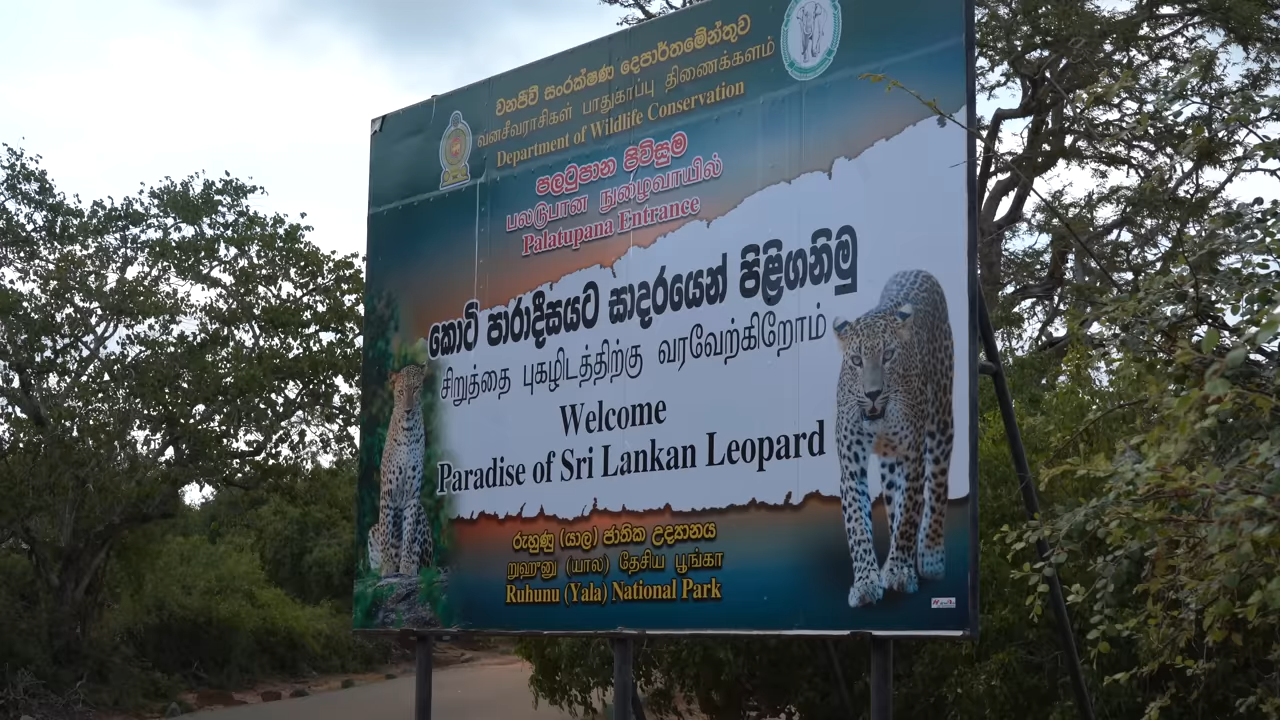 වනජීවී සංරක්ෂණ දෙපාර්තමේන්තුව
வனசீவராசிகள் பாதுகாப்பு திணைக்களம்
Department of Wildlife Conservation
පලටුපාන පිවිසුම
பலடுபான நுழைவாயில்
Palatupana Entrance
කොටි පාරාදීසයට සාදරයෙන් පිළිගනිමු
சிறுத்தை புகழிடத்திற்கு வரவேற்கிறோம்
Welcome
Paradise of Sri Lankan Leopard
රුහුණු (යාල) ජාතික උද්‍යානය
றுஹுனு (யால) தேசிய பூங்கா
Ruhunu (Yala) National Park